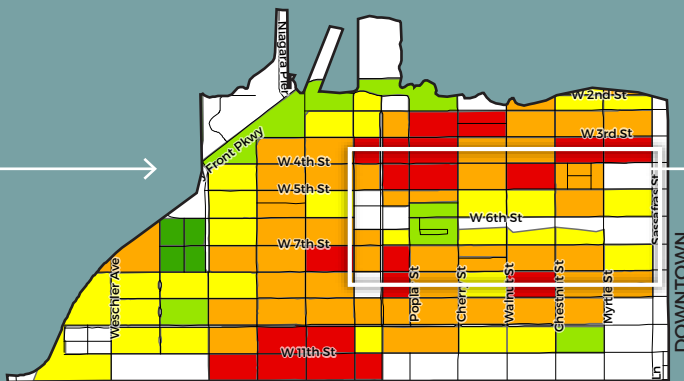 Niagara Pier
W 2nd St
W 3rd St
y Front Pkwy
W 4th St
W 5th St
Sassafras St
W 6th St
W 7th St
Weschler Ave
Poplar St
Cherry St
Walnut St
Chestnut St
Myrtle St
DOWNTOWN
W 11th St
Ln